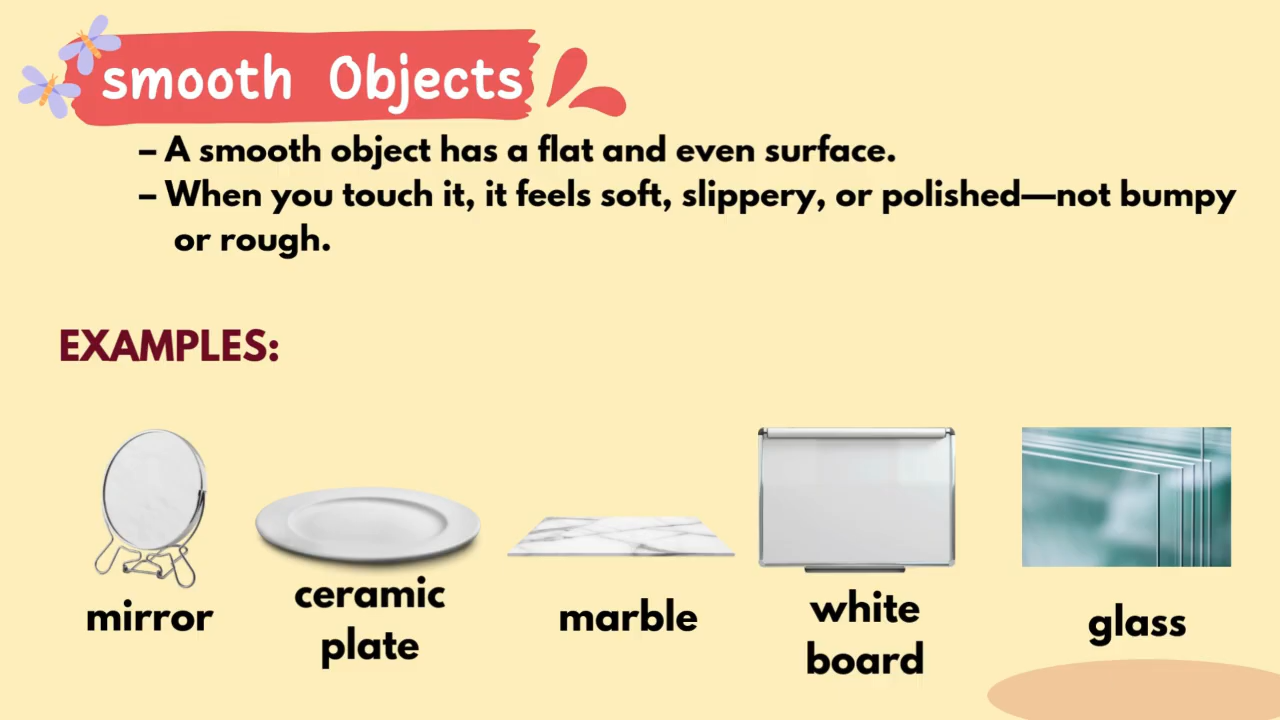 smooth Objects
– A smooth object has a flat and even surface.
– When you touch it, it feels soft, slippery, or polished—not bumpy
or rough.
EXAMPLES:
mirror
ceramic
plate
marble
white
board
glass